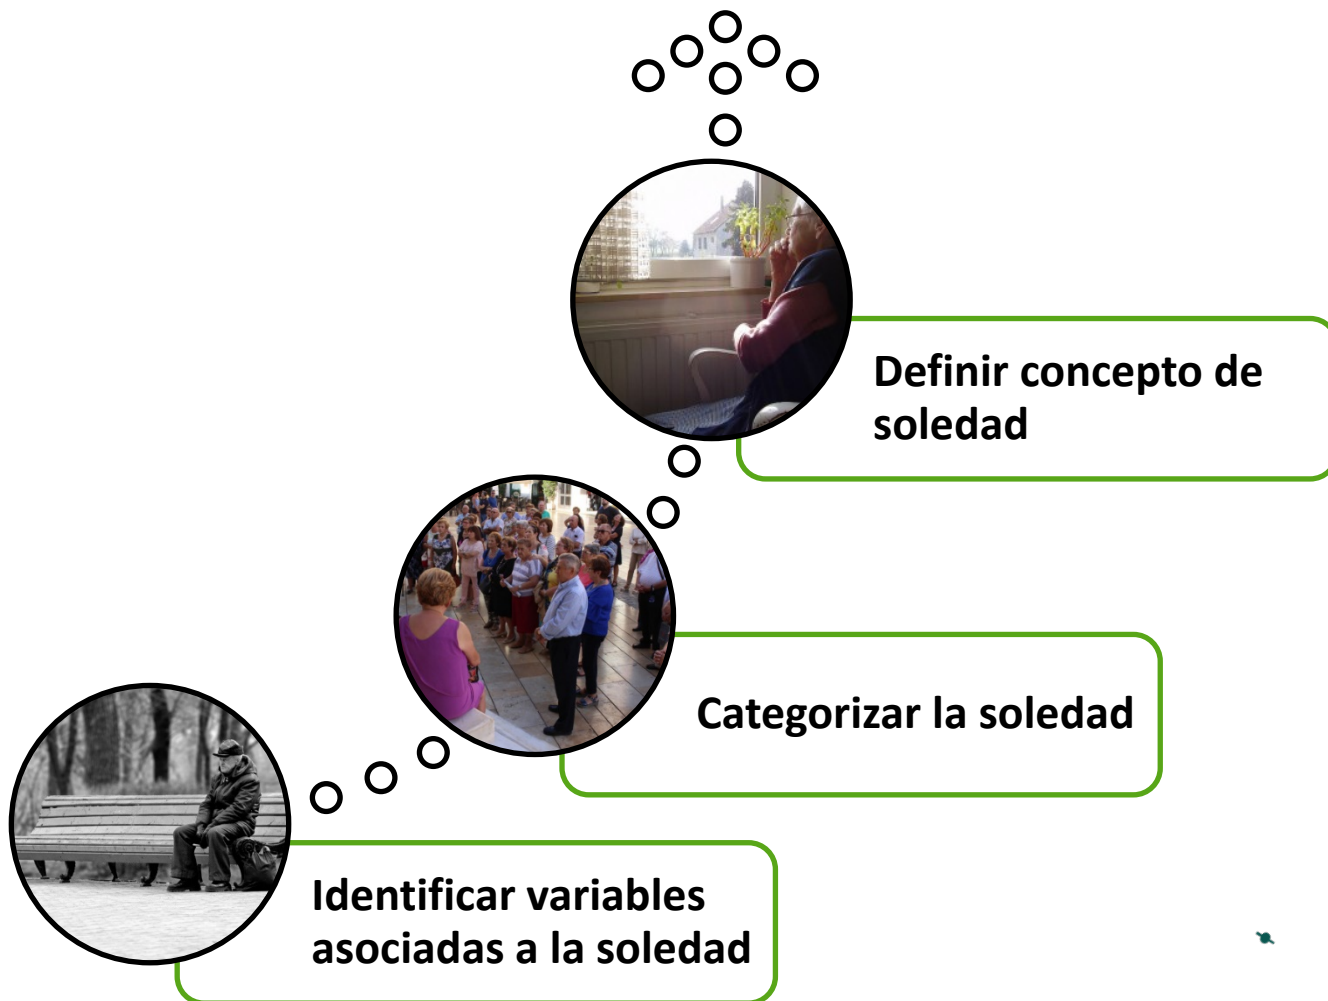 Definir concepto de
soledad
Categorizar la soledad
Identificar variables
asociadas a la soledad